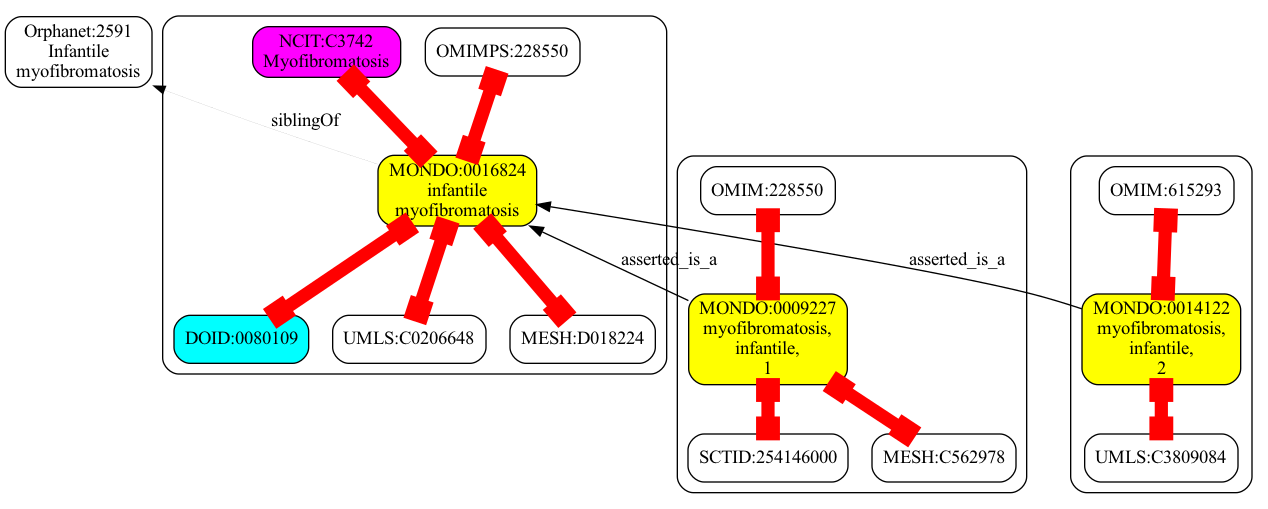 Orphanet:2591
Infantile
myofibromatosis
NCIT:C3742
Myofibromatosis
OMIMPS:228550
siblingOf
MONDO:0016824
infantile
myofibromatosis
DOID:0080109
UMLS:C0206648
MESH:D018224
OMIM:228550
asserted_is_a
MONDO:0009227
myofibromatosis,
infantile,
1
SCTID:254146000
MESH:C562978
OMIM:615293
asserted_is_a
MONDO:0014122
myofibromatosis,
infantile,
2
UMLS:C3809084